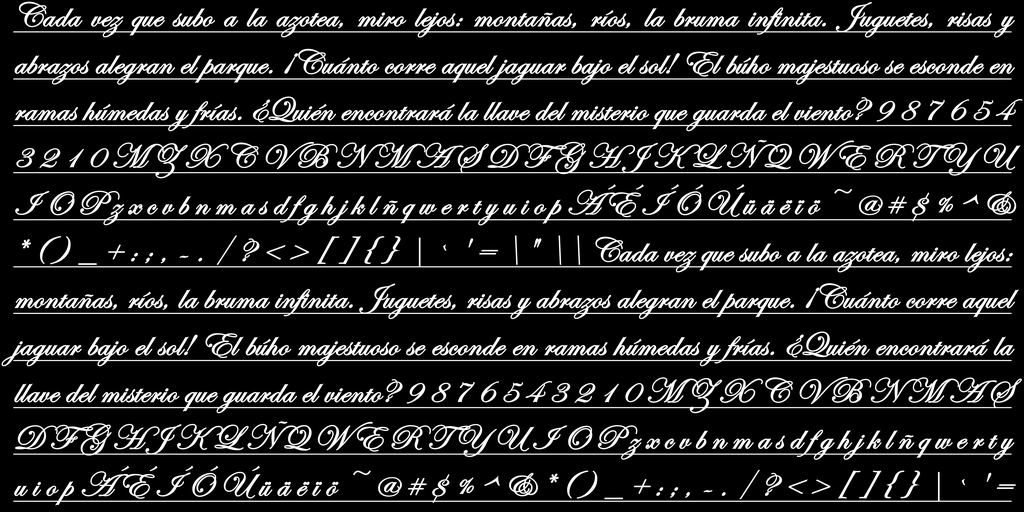 Cada vez que subo a la azotea, miro lejos: montañas, ríos, la bruma infinita. Juguetes, risas y
abrazos alegran el parque. ¡Cuánto corre aquel jaguar bajo el sol! El búho majestuoso se esconde en
ramas húmedas y frías. ¿Quién encontrará la llave del misterio que guarda el viento? 9 8 7 6 5 4
3 2 1 0 M Z X C V B N M A S D F G H J K L Ñ Q W E R T Y U
I O P z x c v b n m a s d f g h j k l ñ q w e r t y u i o p Á É Í Ó Ú ü ä ë ï ö ~ @ # $ % ^ &
* ( ) _ + : ; , - . / ? < > [ ] { } | ` ' = | " | | Cada vez que subo a la azotea, miro lejos:
montañas, ríos, la bruma infinita. Juguetes, risas y abrazos alegran el parque. ¡Cuánto corre aquel
jaguar bajo el sol! El búho majestuoso se esconde en ramas húmedas y frías. ¿Quién encontrará la
llave del misterio que guarda el viento? 9 8 7 6 5 4 3 2 1 0 M Z X C V B N M A S
D F G H J K L Ñ Q W E R T Y U I O P z x c v b n m a s d f g h j k l ñ q w e r t y
u i o p Á É Í Ó Ú ü ä ë ï ö ~ @ # $ % ^ & * ( ) _ + : ; , - . / ? < > [ ] { } | ` ' =